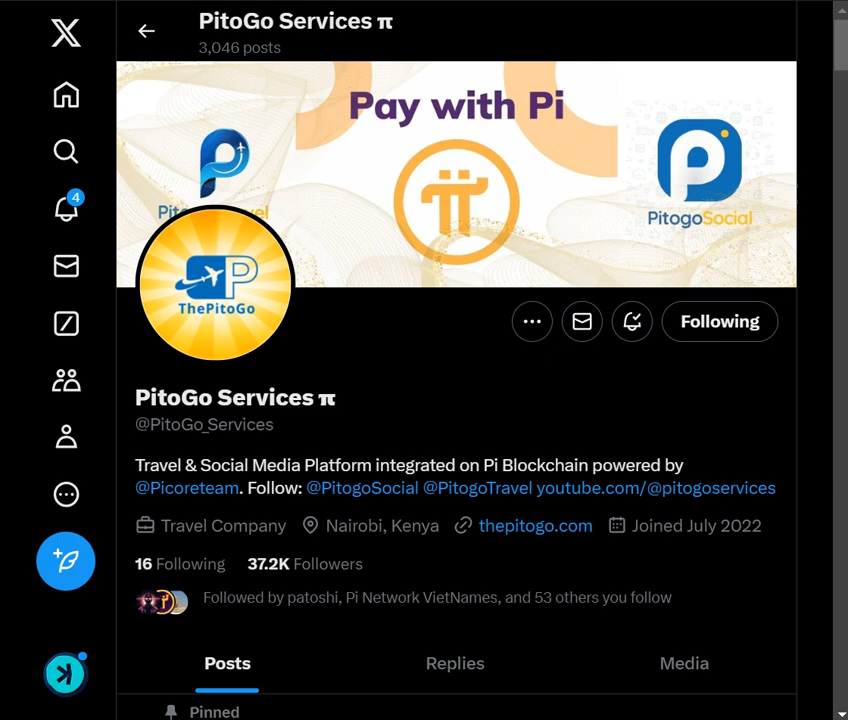 PitoGo Services π
3,046 posts
Pay with Pi
4
PitogoSocial
ThePitoGo
Following
PitoGo Services π
@PitoGo_Services
Travel & Social Media Platform integrated on Pi Blockchain powered by
@Picoreteam. Follow: @PitogoSocial @PitogoTravel youtube.com/@pitogoservices
Travel Company Nairobi, Kenya thepitogo.com Joined July 2022
16 Following 37.2K Followers
Followed by patoshi, Pi Network VietNames, and 53 others you follow
Posts Replies Media
Pinned